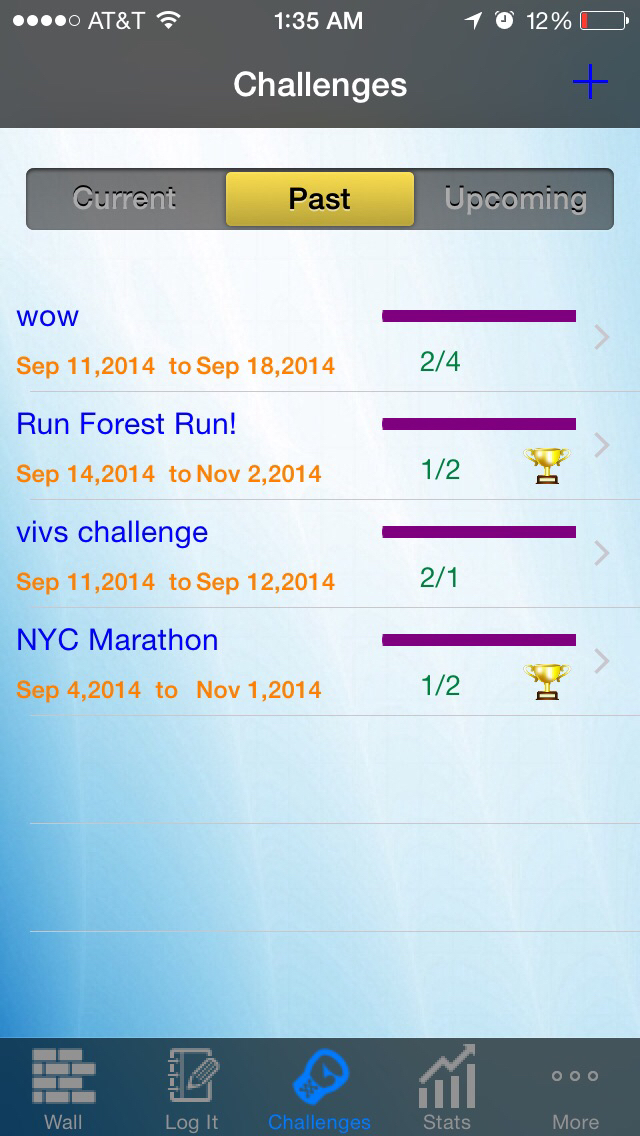 AT&T 1:35 AM 12%
Challenges +
Current Past Upcoming
wow
Sep 11,2014 to Sep 18,2014 2/4
Run Forest Run!
Sep 14,2014 to Nov 2,2014 1/2
vivs challenge
Sep 11,2014 to Sep 12,2014 2/1
NYC Marathon
Sep 4,2014 to Nov 1,2014 1/2
Wall Log It Challenges Stats More